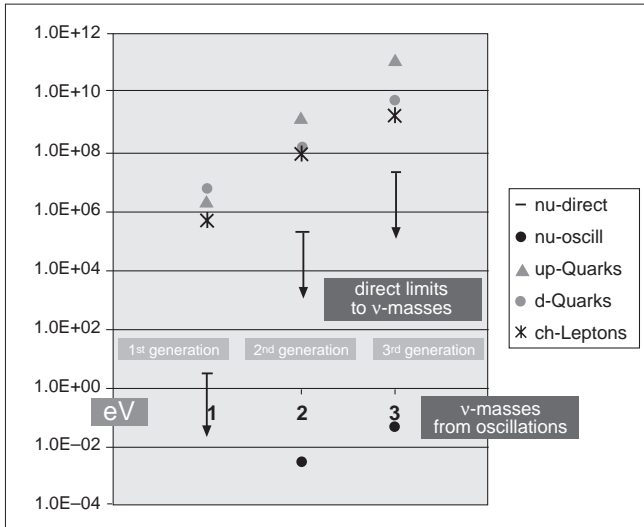 1.0E+12
1.0E+10
1.0E+08
1.0E+06
1.0E+04
1.0E+02
1.0E+00
1.0E–02
1.0E–04
direct limits
to ν-masses
1st generation
2nd generation
3rd generation
eV
1
2
3
ν-masses
from oscillations
nu-direct
nu-oscill
up-Quarks
d-Quarks
ch-Leptons